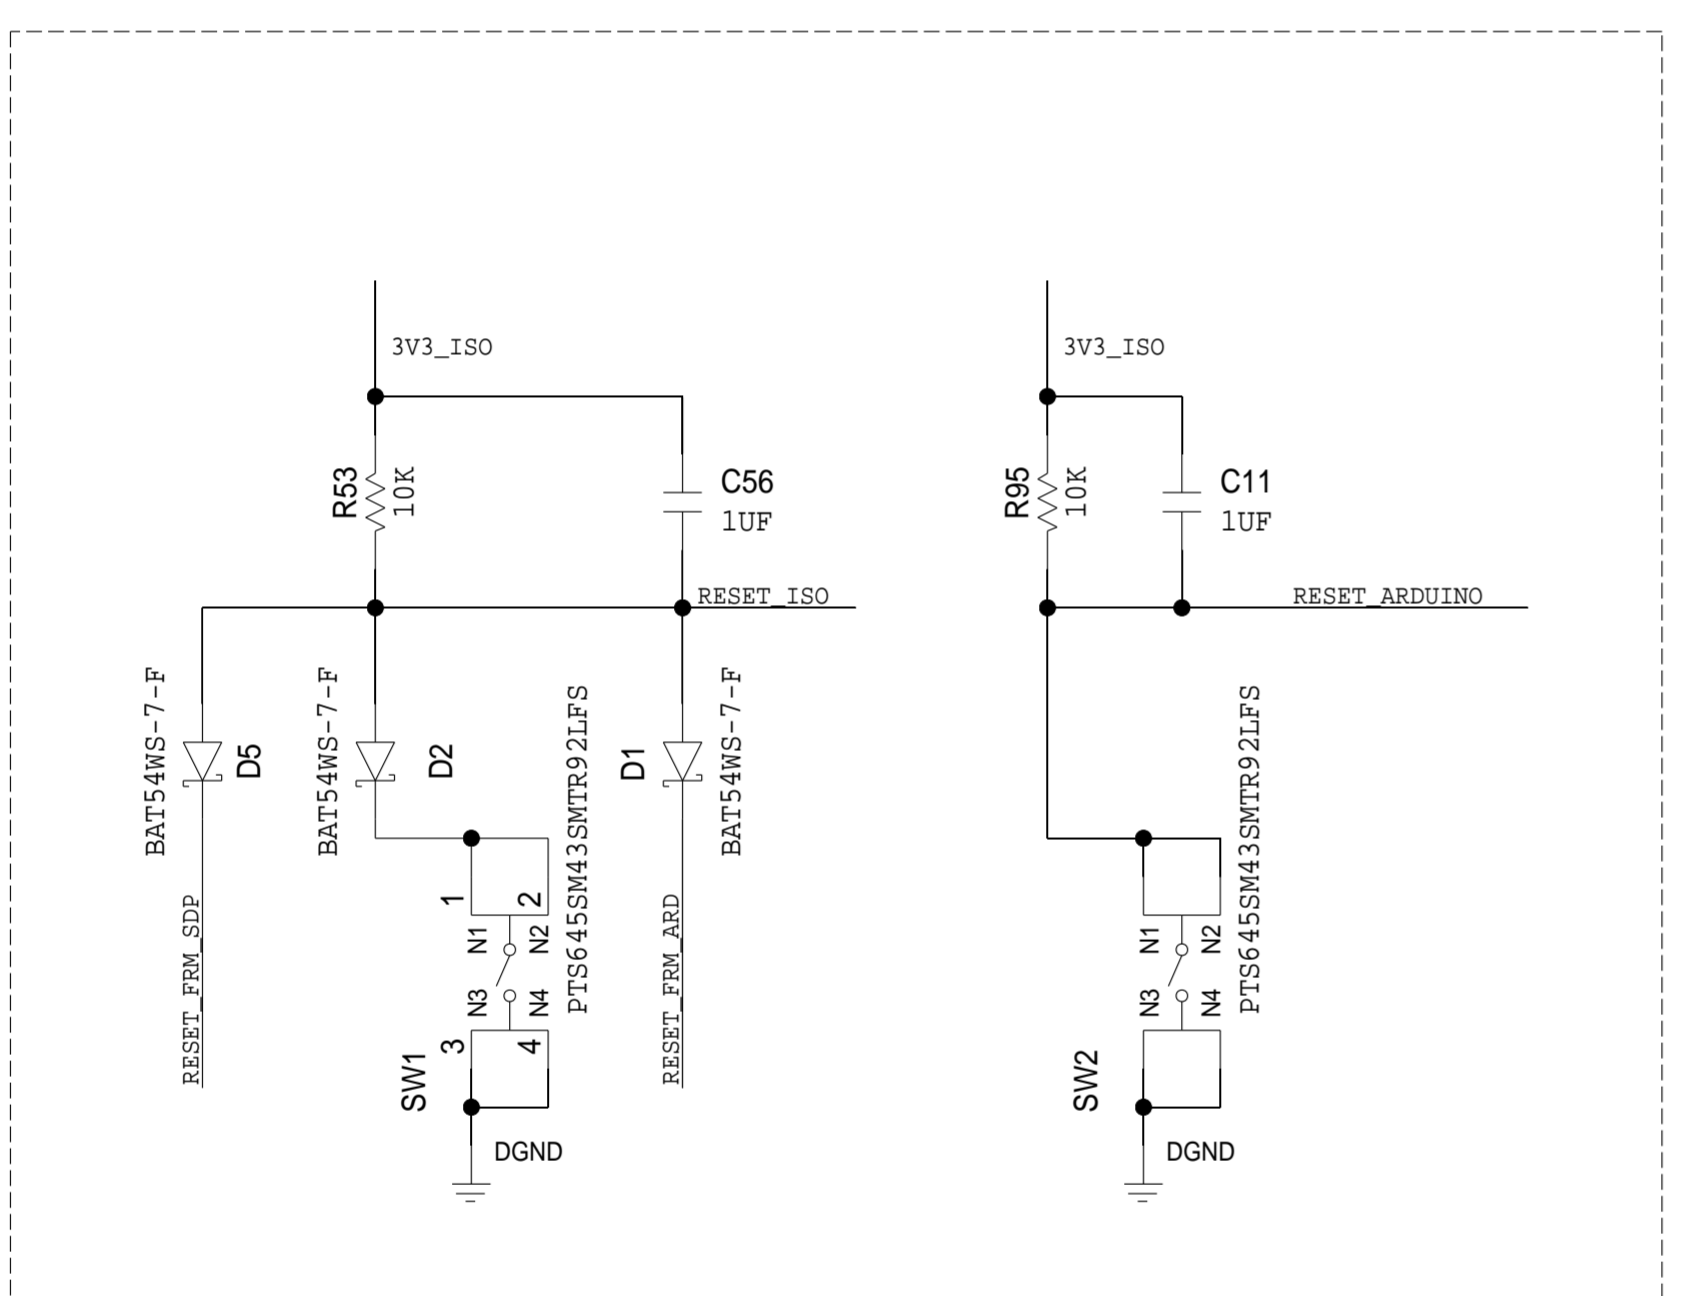 3V3_ISO
R53
10K
C56
1UF
RESET_ISO
BAT54WS-7-F
D5
BAT54WS-7-F
D2
D1
BAT54WS-7-F
PTS645SM43SMTR92LFS
RESET_FRM_SDP
RESET_FRM_ARD
1
2
N1
N2
N3
N4
3
4
SW1
DGND
3V3_ISO
R95
10K
C11
1UF
RESET_ARDUINO
PTS645SM43SMTR92LFS
N1
N2
N3
N4
SW2
DGND